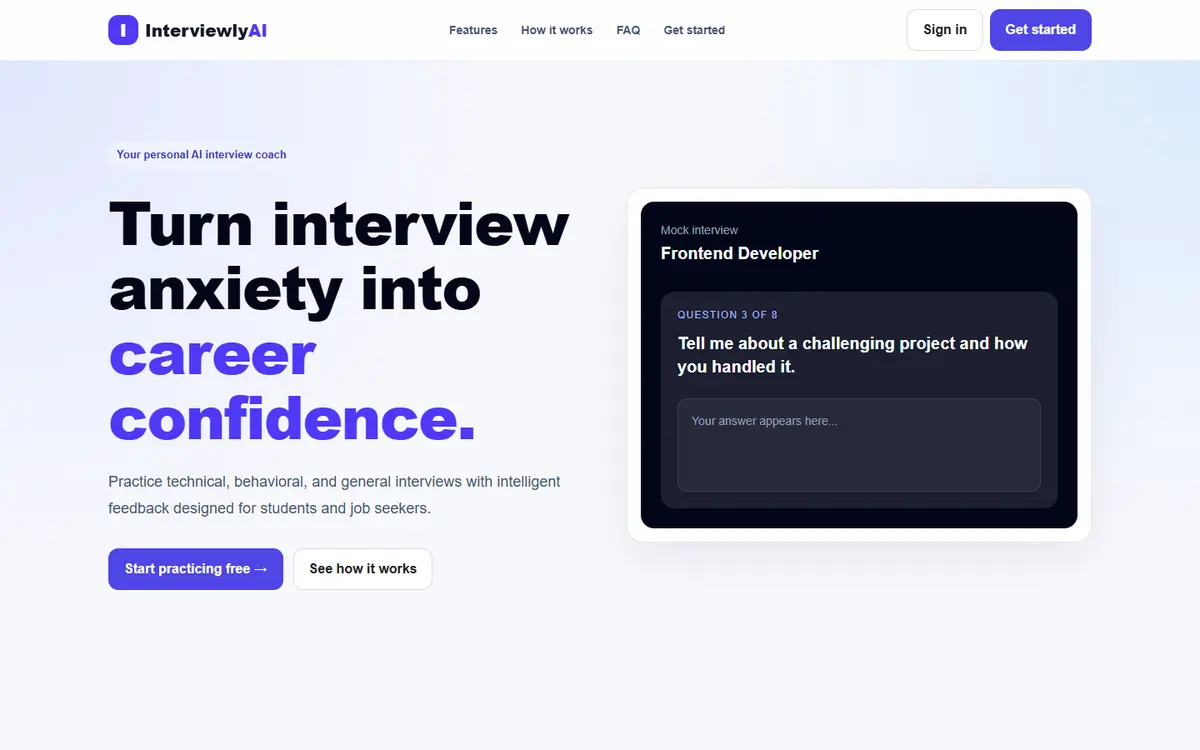 I InterviewlyAI
Features How it works FAQ Get started
Sign in
Get started
Your personal AI interview coach
Turn interview
anxiety into
career
confidence.
Practice technical, behavioral, and general interviews with intelligent
feedback designed for students and job seekers.
Start practicing free →
See how it works
Mock interview
Frontend Developer
QUESTION 3 OF 8
Tell me about a challenging project and how
you handled it.
Your answer appears here...